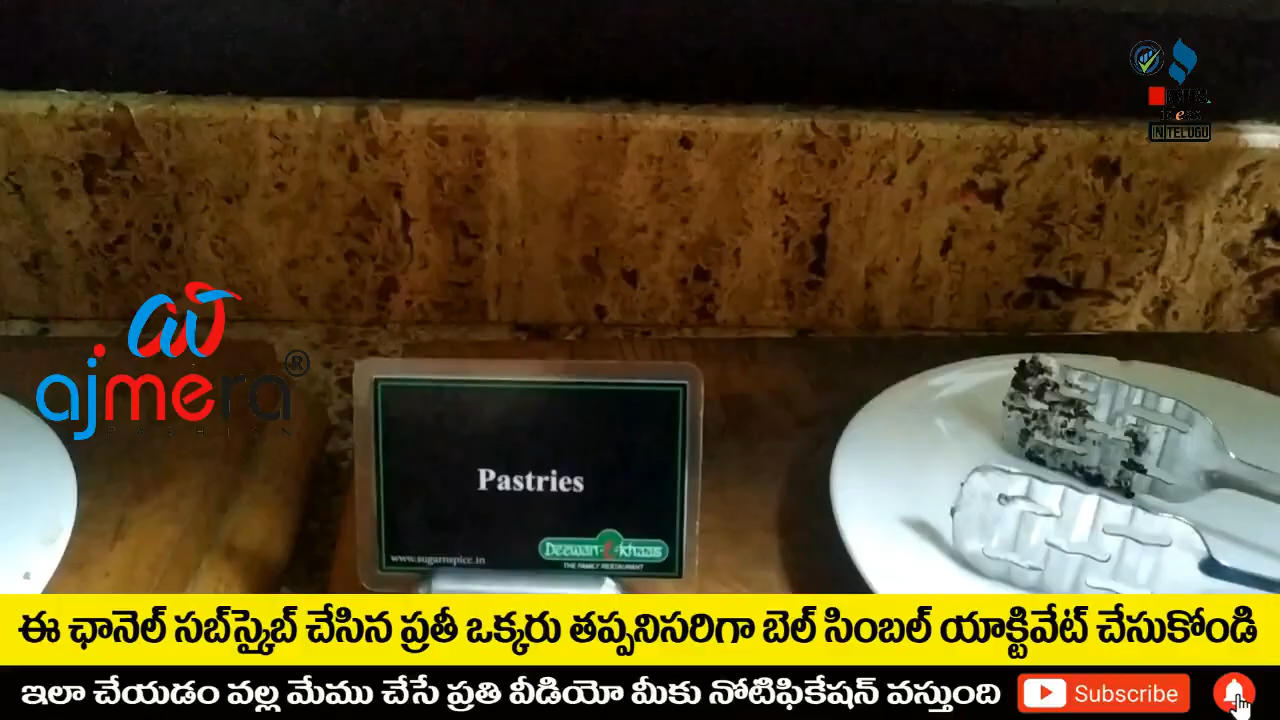 IN TELUGU
ajmera®
FASHION
Pastries
Deewan-e-khaas
THE FAMILY RESTAURANT
www.sugarnspice.in
ఈ ఛానెల్ సబ్‌స్క్రైబ్ చేసిన ప్రతీ ఒక్కరు తప్పనిసరిగా బెల్ సింబల్ యాక్టివేట్ చేసుకోండి
ఇలా చేయడం వల్ల మేము చేసే ప్రతి వీడియో మీకు నోటిఫికేషన్ వస్తుంది
Subscribe